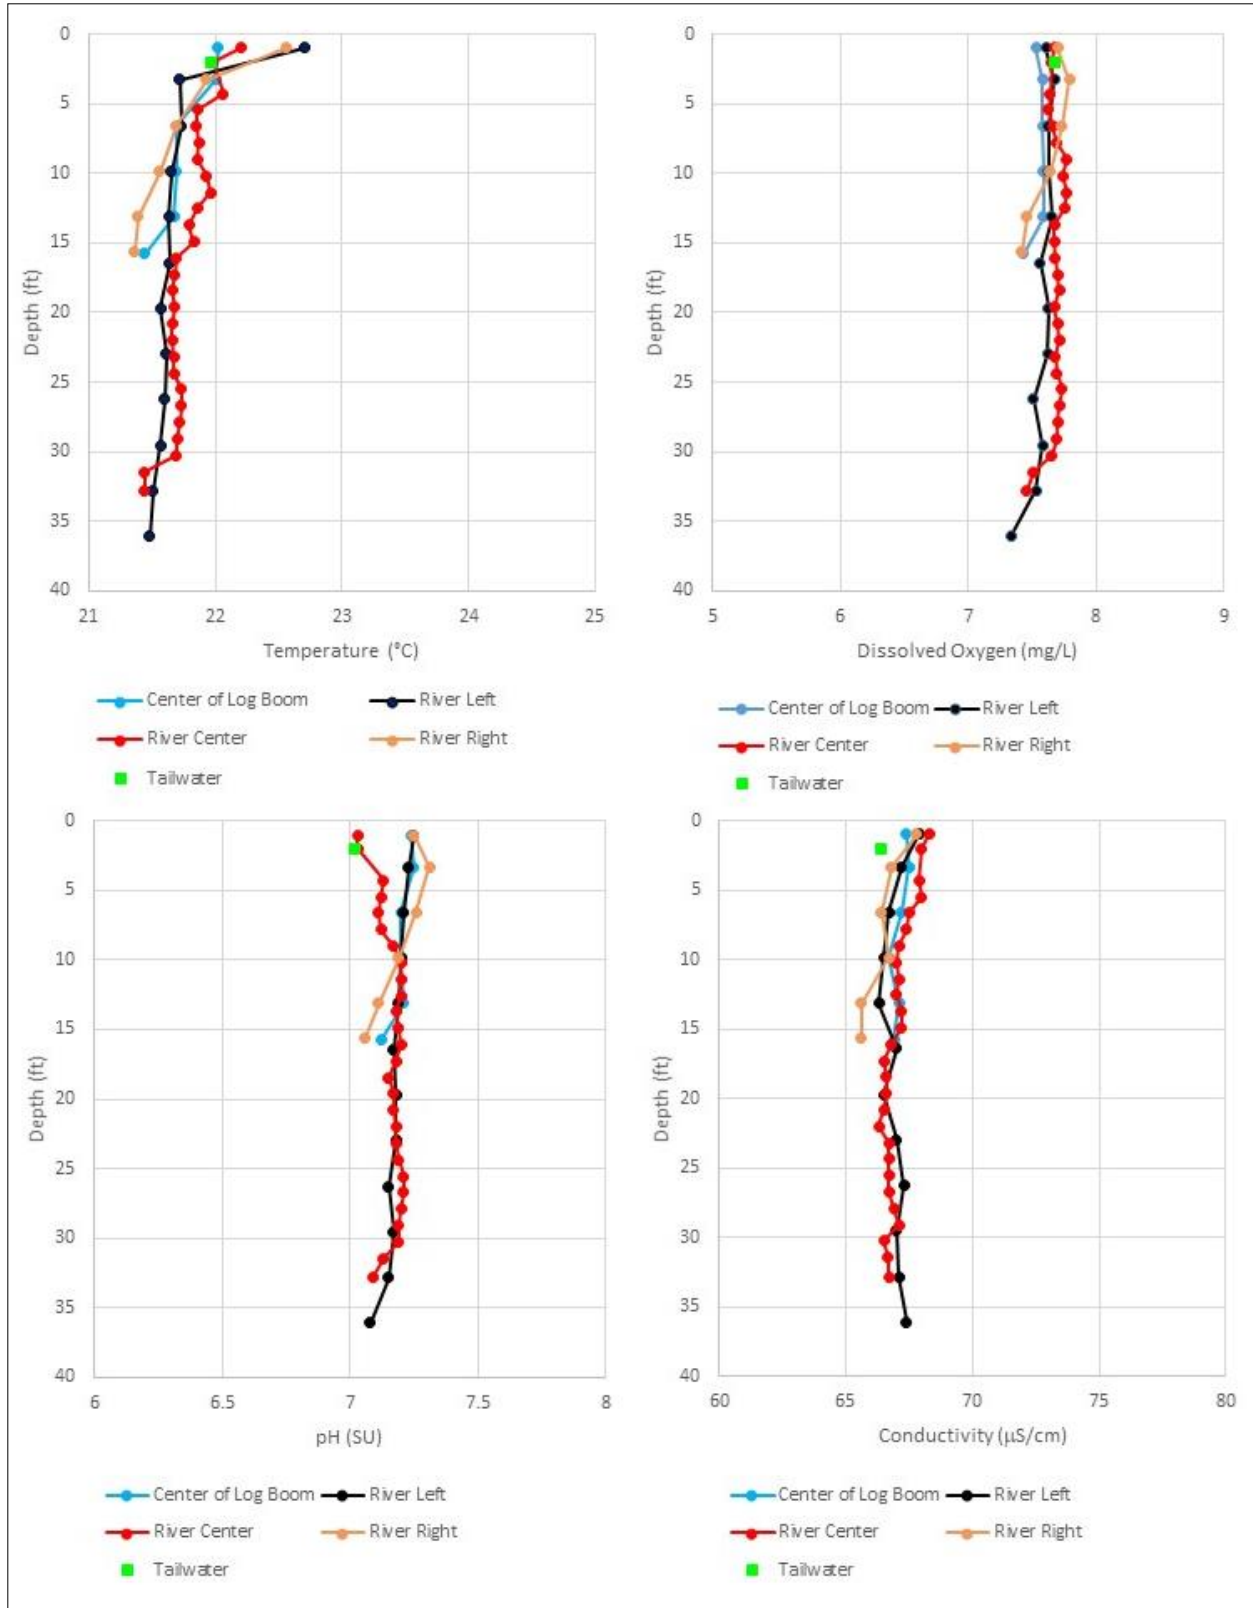 0
5
10
15
20
25
30
35
40
Depth (ft)
21 22 23 24 25
Temperature (°C)
Center of Log Boom River Left
River Center River Right
Tailwater
0
5
10
15
20
25
30
35
40
Depth (ft)
5 6 7 8 9
Dissolved Oxygen (mg/L)
Center of Log Boom River Left
River Center River Right
Tailwater
0
5
10
15
20
25
30
35
40
Depth (ft)
6 6.5 7 7.5 8
pH (SU)
Center of Log Boom River Left
River Center River Right
Tailwater
0
5
10
15
20
25
30
35
40
Depth (ft)
60 65 70 75 80
Conductivity (µS/cm)
Center of Log Boom River Left
River Center River Right
Tailwater